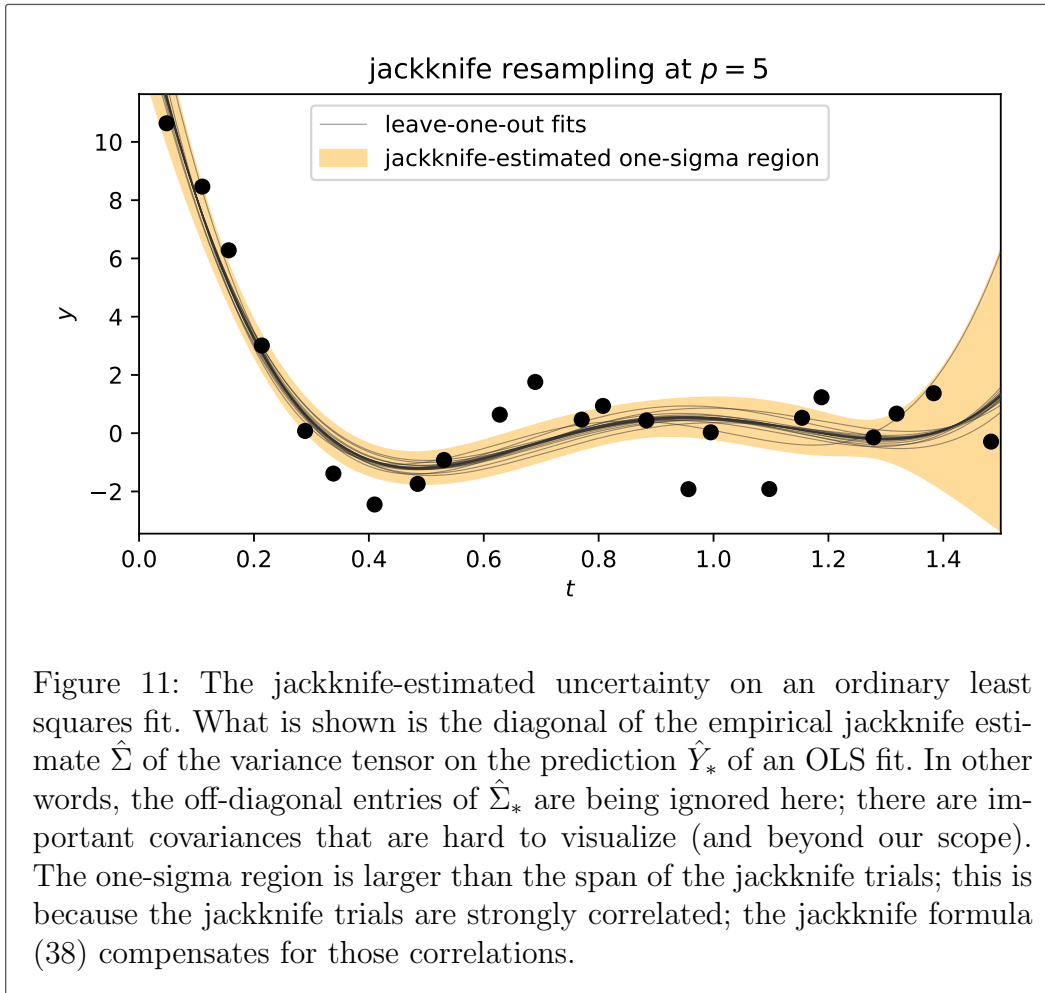 jackknife resampling at p = 5
leave-one-out fits
jackknife-estimated one-sigma region
10
8
6
4
2
0
−2
y
0.0 0.2 0.4 0.6 0.8 1.0 1.2 1.4
t
Figure 11: The jackknife-estimated uncertainty on an ordinary least
squares fit. What is shown is the diagonal of the empirical jackknife esti-
mate Σ̂ of the variance tensor on the prediction Ŷ∗ of an OLS fit. In other
words, the off-diagonal entries of Σ̂∗ are being ignored here; there are im-
portant covariances that are hard to visualize (and beyond our scope).
The one-sigma region is larger than the span of the jackknife trials; this is
because the jackknife trials are strongly correlated; the jackknife formula
(38) compensates for those correlations.